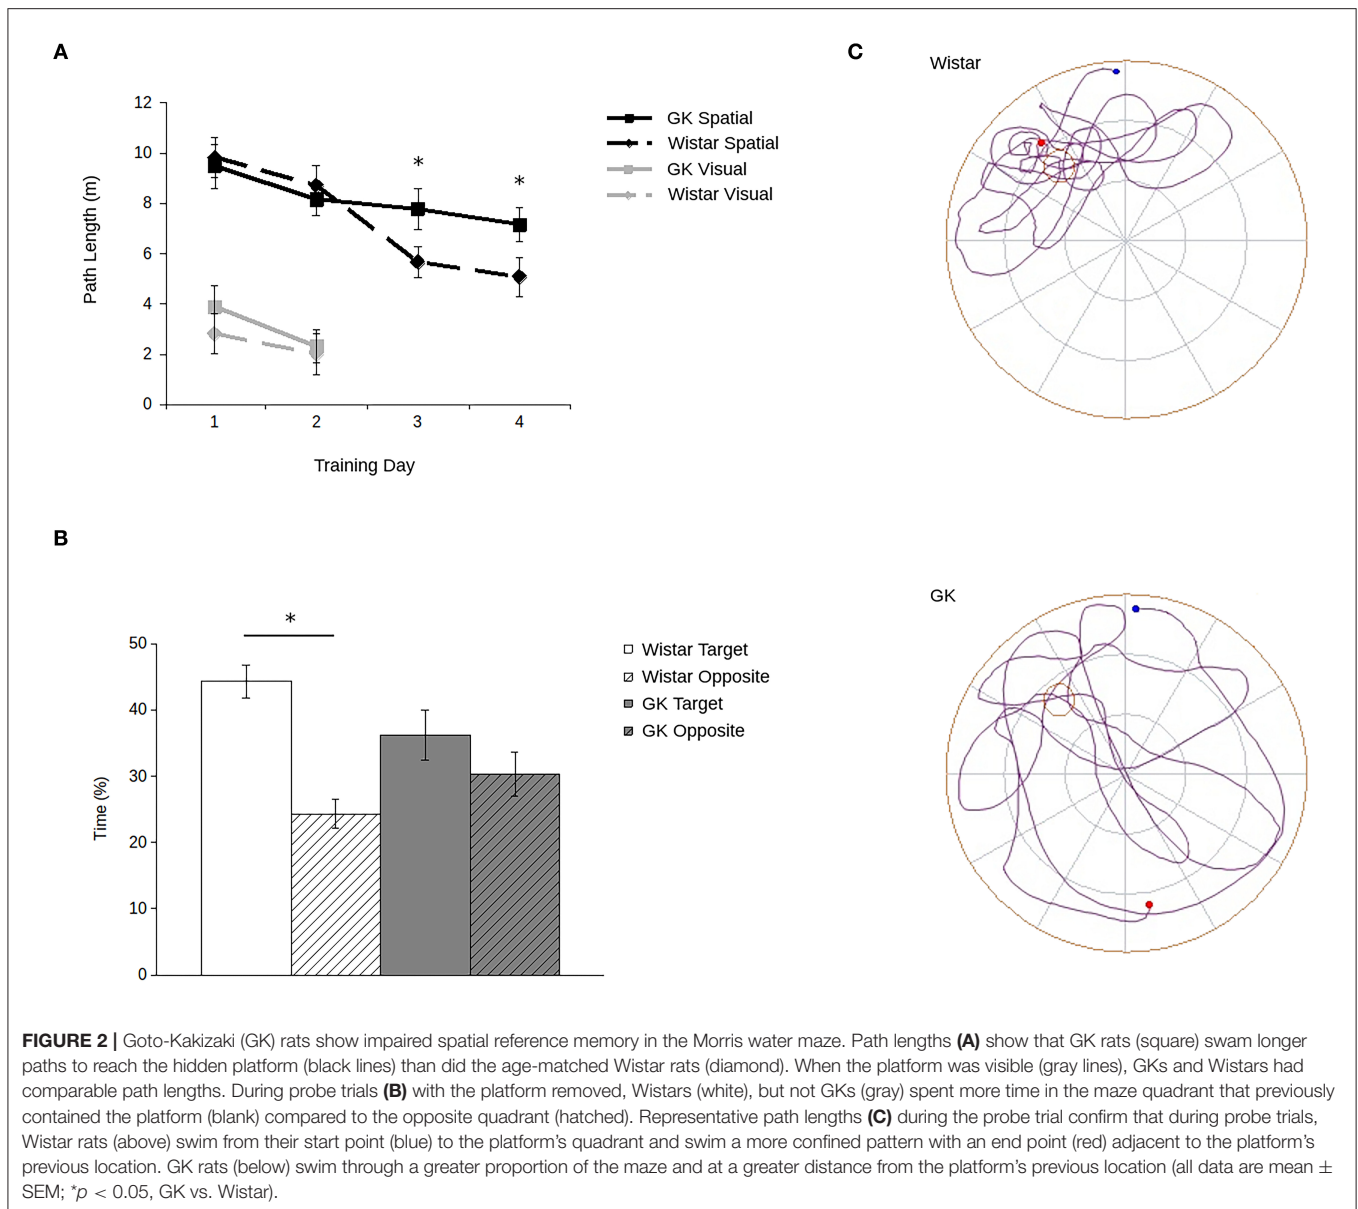 A
12
10
8
6
4
2
0
*
*
1 2 3 4
Path Length (m)
Training Day
GK Spatial
Wistar Spatial
GK Visual
Wistar Visual
C
Wistar
B
50
40
30
20
10
0
*
Time (%)
Wistar Target
Wistar Opposite
GK Target
GK Opposite
GK
FIGURE 2 | Goto-Kakizaki (GK) rats show impaired spatial reference memory in the Morris water maze. Path lengths (A) show that GK rats (square) swam longer
paths to reach the hidden platform (black lines) than did the age-matched Wistar rats (diamond). When the platform was visible (gray lines), GKs and Wistars had
comparable path lengths. During probe trials (B) with the platform removed, Wistars (white), but not GKs (gray) spent more time in the maze quadrant that previously
contained the platform (blank) compared to the opposite quadrant (hatched). Representative path lengths (C) during the probe trial confirm that during probe trials,
Wistar rats (above) swim from their start point (blue) to the platform's quadrant and swim a more confined pattern with an end point (red) adjacent to the platform's
previous location. GK rats (below) swim through a greater proportion of the maze and at a greater distance from the platform's previous location (all data are mean ±
SEM; *p < 0.05, GK vs. Wistar).